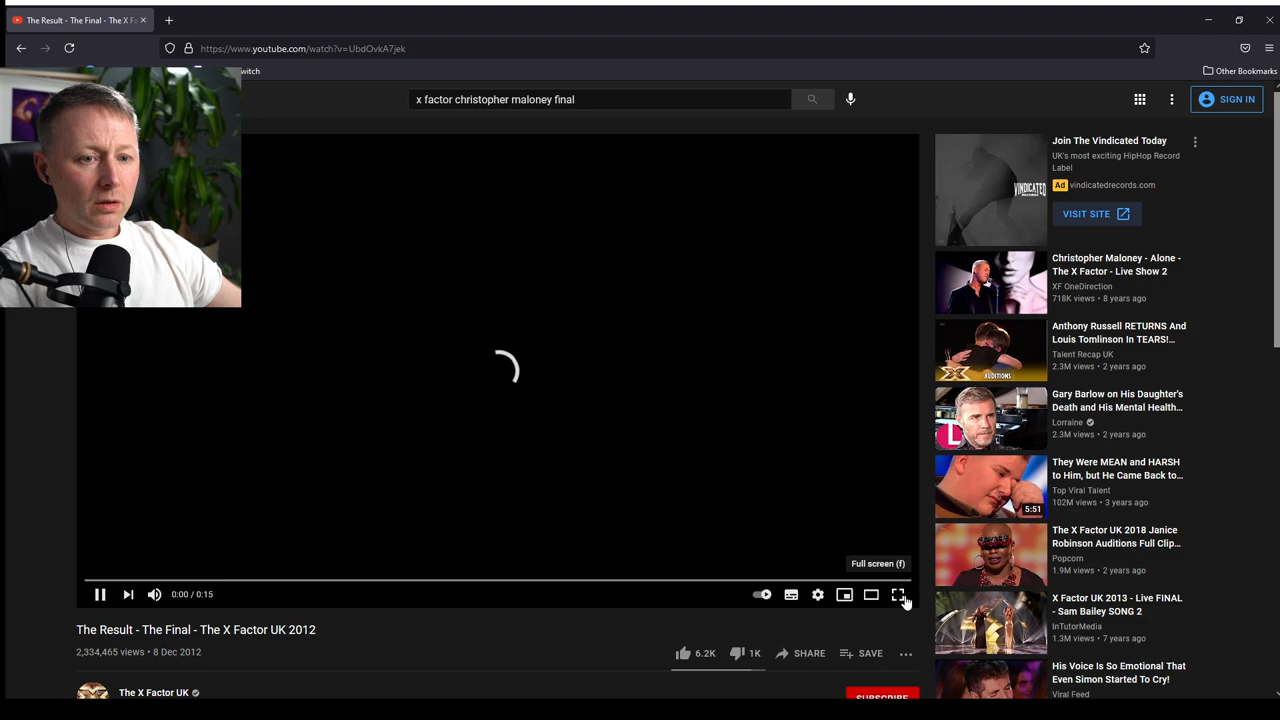 The Result - The Final - The X Fa
https://www.youtube.com/watch?v=UbdOvkA7jek
witch
Other Bookmarks
x factor christopher maloney final
SIGN IN
Join The Vindicated Today
UK's most exciting HipHop Record
Label
Ad vindicatedrecords.com
VISIT SITE
VINDICATED
RECORDS
Christopher Maloney - Alone -
The X Factor - Live Show 2
XF OneDirection
718K views • 8 years ago
Anthony Russell RETURNS And
Louis Tomlinson In TEARS!...
Talent Recap UK
2.3M views • 2 years ago
AUDITIONS
Gary Barlow on His Daughter's
Death and His Mental Health...
Lorraine
2.3M views • 2 years ago
L
They Were MEAN and HARSH
to Him, but He Came Back to...
Top Viral Talent
102M views • 3 years ago
5:51
The X Factor UK 2018 Janice
Robinson Auditions Full Clip...
Popcorn
1.9M views • 2 years ago
X Factor UK 2013 - Live FINAL
- Sam Bailey SONG 2
InTutorMedia
1.3M views • 7 years ago
His Voice Is So Emotional That
Even Simon Started To Cry!
Viral Feed
Full screen (f)
0:00 / 0:15
The Result - The Final - The X Factor UK 2012
2,334,465 views • 8 Dec 2012
6.2K
1K
SHARE
SAVE
The X Factor UK
SUBSCRIBE